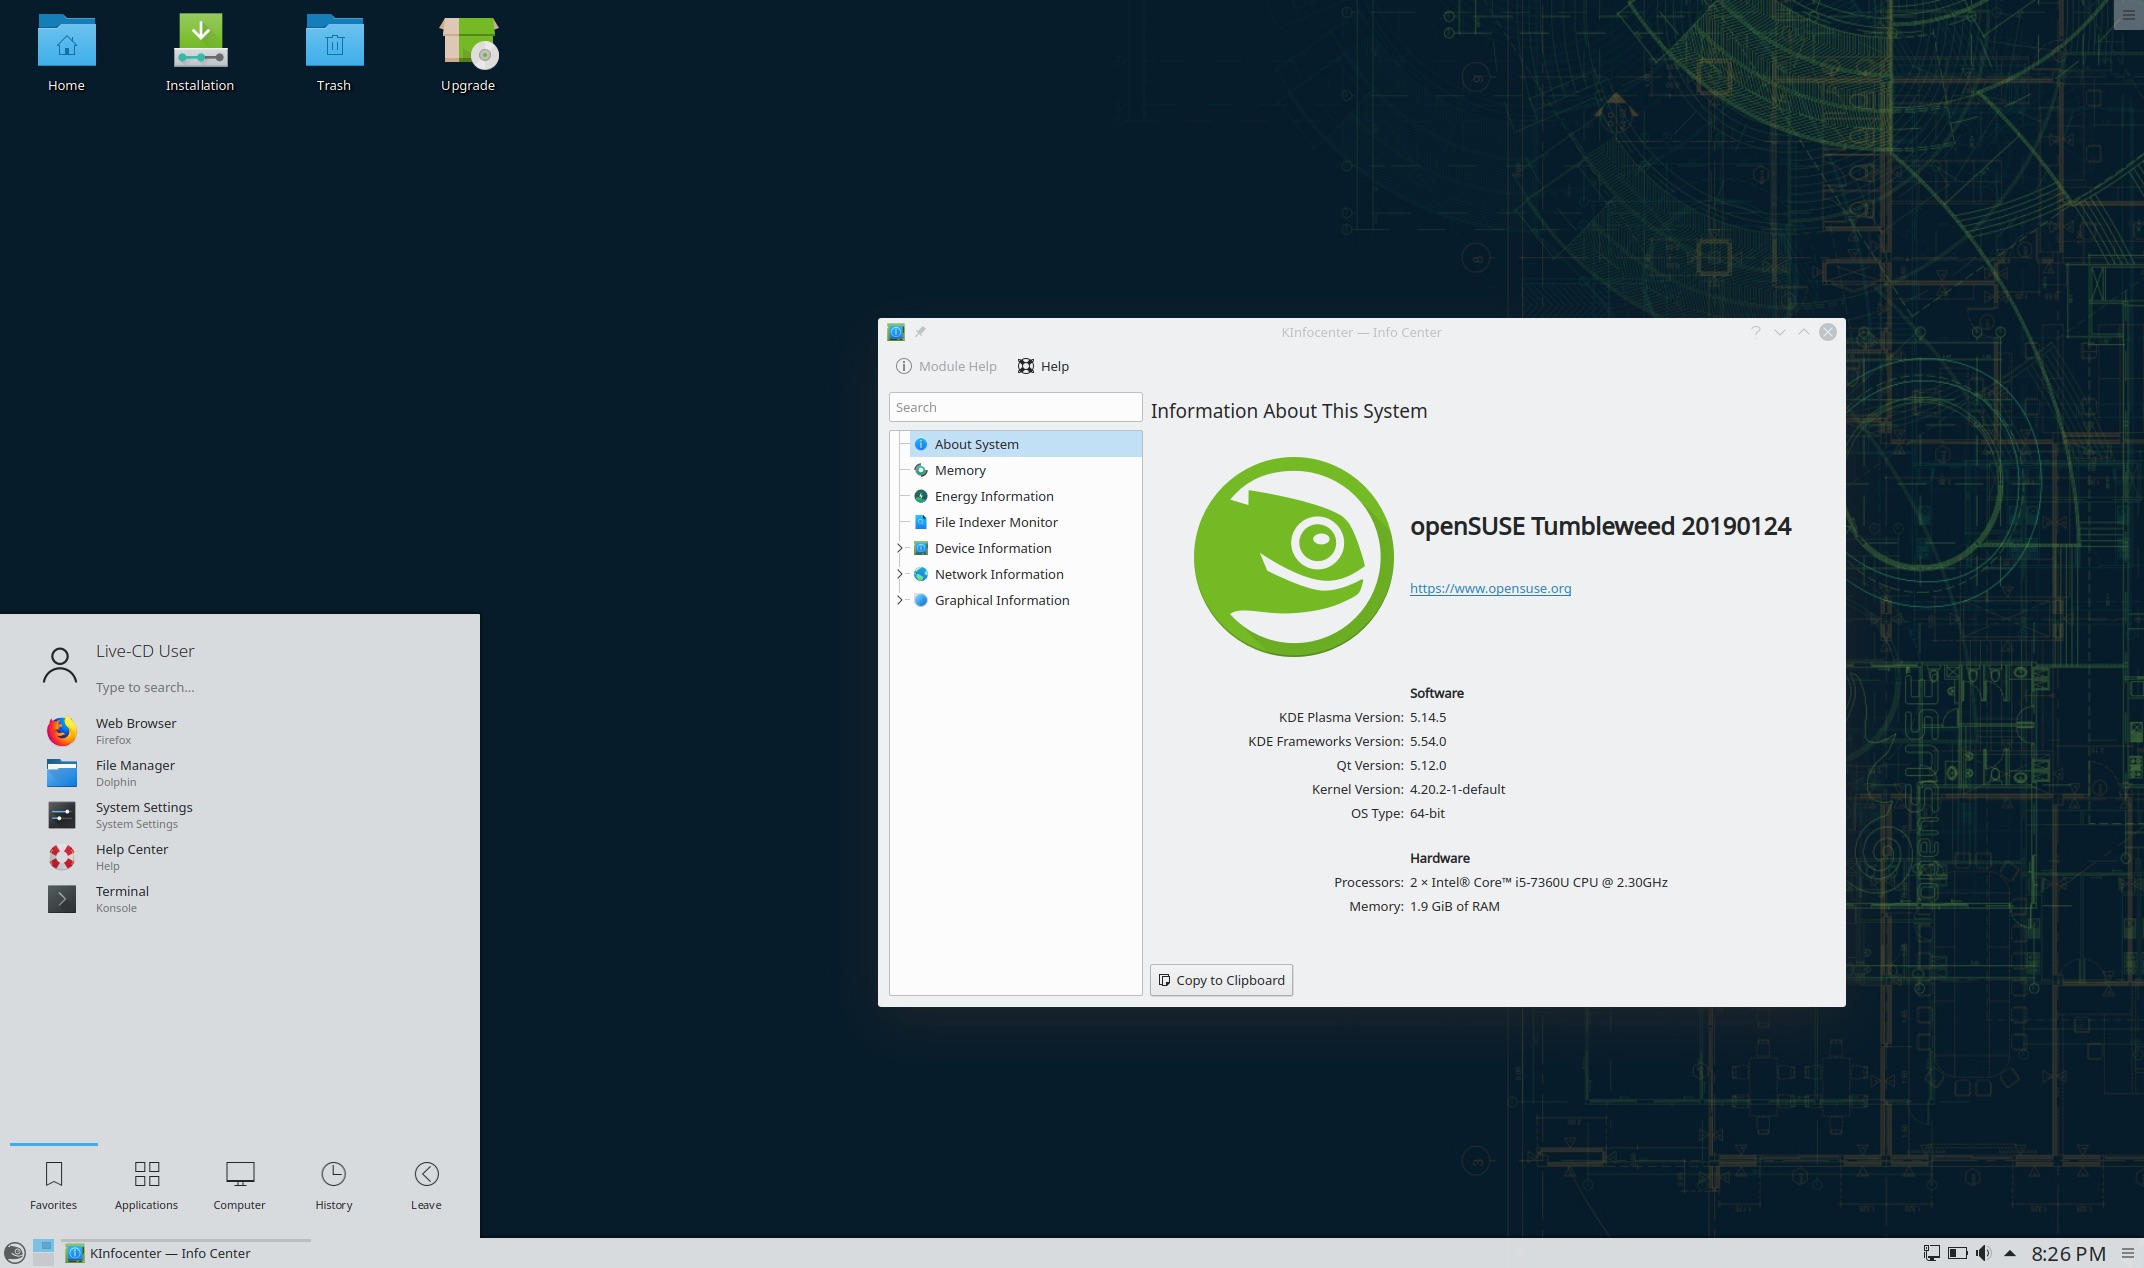 Home
Installation
Trash
Upgrade
KInfocenter — Info Center
Module Help
Help
Search
Information About This System
About System
Memory
Energy Information
File Indexer Monitor
Device Information
Network Information
Graphical Information
openSUSE Tumbleweed 20190124
https://www.opensuse.org
Software
KDE Plasma Version: 5.14.5
KDE Frameworks Version: 5.54.0
Qt Version: 5.12.0
Kernel Version: 4.20.2-1-default
OS Type: 64-bit
Hardware
Processors: 2 × Intel® Core™ i5-7360U CPU @ 2.30GHz
Memory: 1.9 GiB of RAM
Copy to Clipboard
Live-CD User
Type to search...
Web Browser
Firefox
File Manager
Dolphin
System Settings
System Settings
Help Center
Help
Terminal
Konsole
Favorites
Applications
Computer
History
Leave
KInfocenter — Info Center
8:26 PM
openSUSE